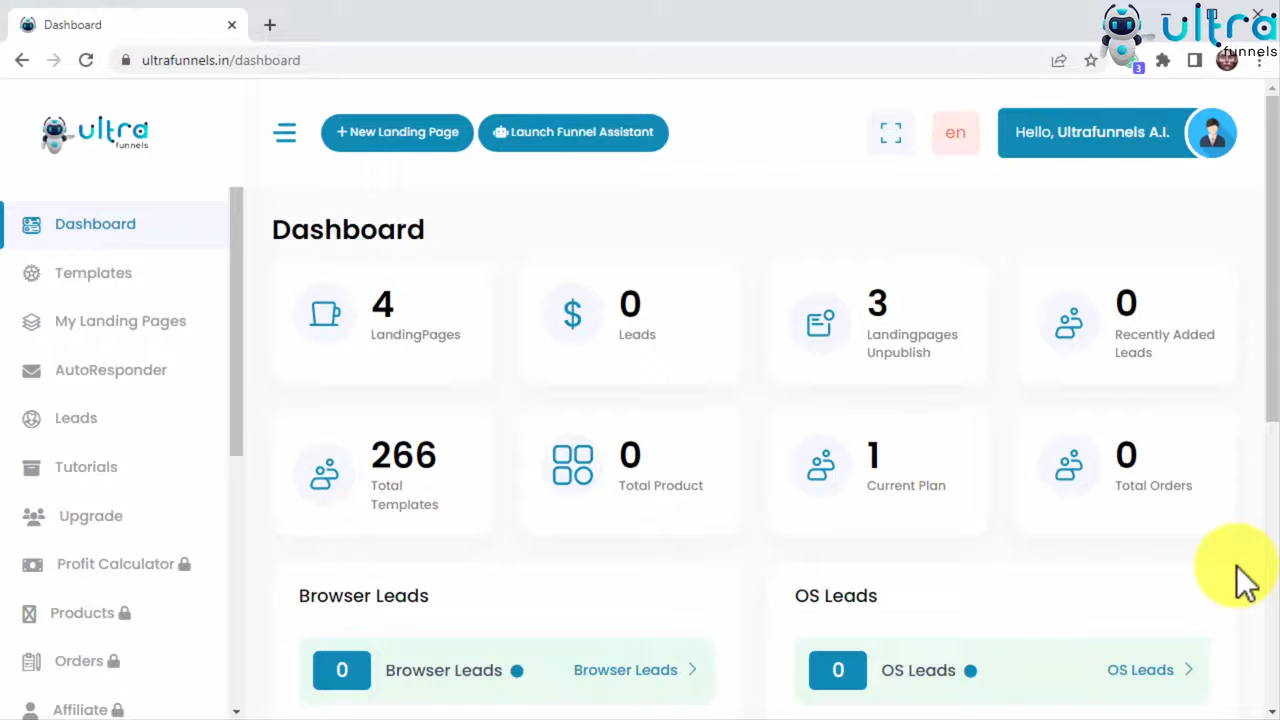 Dashboard
ultra
funnels
ultrafunnels.in/dashboard
3
ultra
funnels
+ New Landing Page
Launch Funnel Assistant
en
Hello, Ultrafunnels A.I.
Dashboard
Templates
My Landing Pages
AutoResponder
Leads
Tutorials
Upgrade
Profit Calculator
Products
Orders
Affiliate
Dashboard
4
LandingPages
0
Leads
3
Landingpages
Unpublish
0
Recently Added
Leads
266
Total
Templates
0
Total Product
1
Current Plan
0
Total Orders
Browser Leads
0
Browser Leads
Browser Leads
OS Leads
0
OS Leads
OS Leads